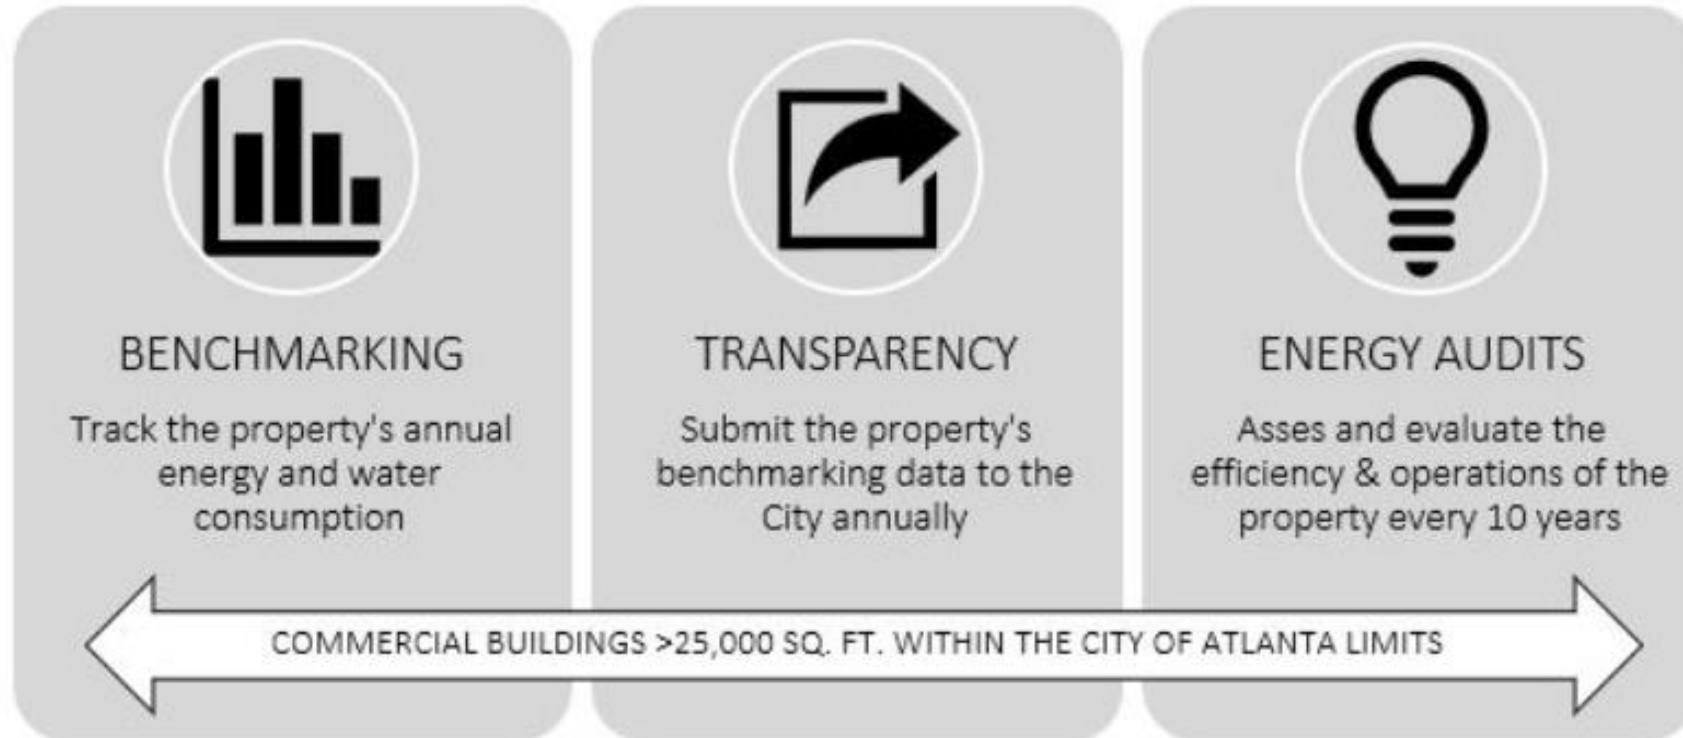 BENCHMARKING
Track the property's annual
energy and water
consumption
TRANSPARENCY
Submit the property's
benchmarking data to the
City annually
ENERGY AUDITS
Asses and evaluate the
efficiency & operations of the
property every 10 years
COMMERCIAL BUILDINGS >25,000 SQ. FT. WITHIN THE CITY OF ATLANTA LIMITS